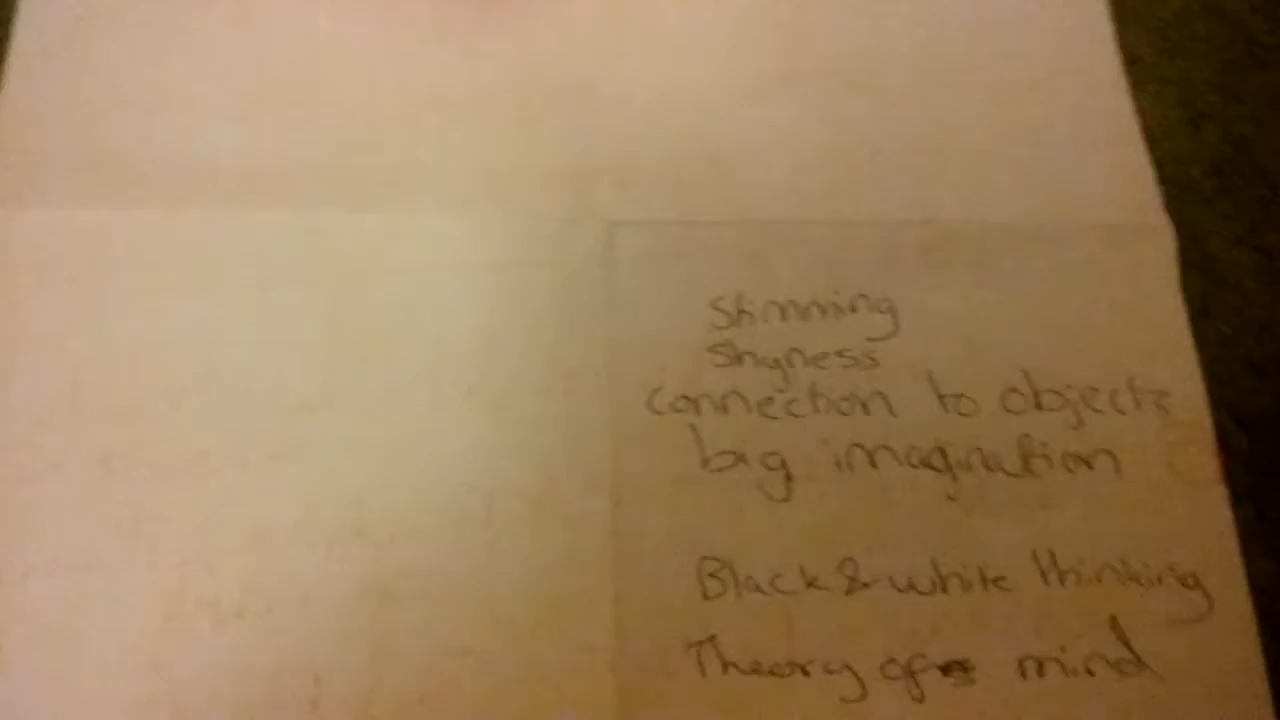 Stimming
Shyness
connection to objects
big imagination
Black & white thinking
Theory of mind